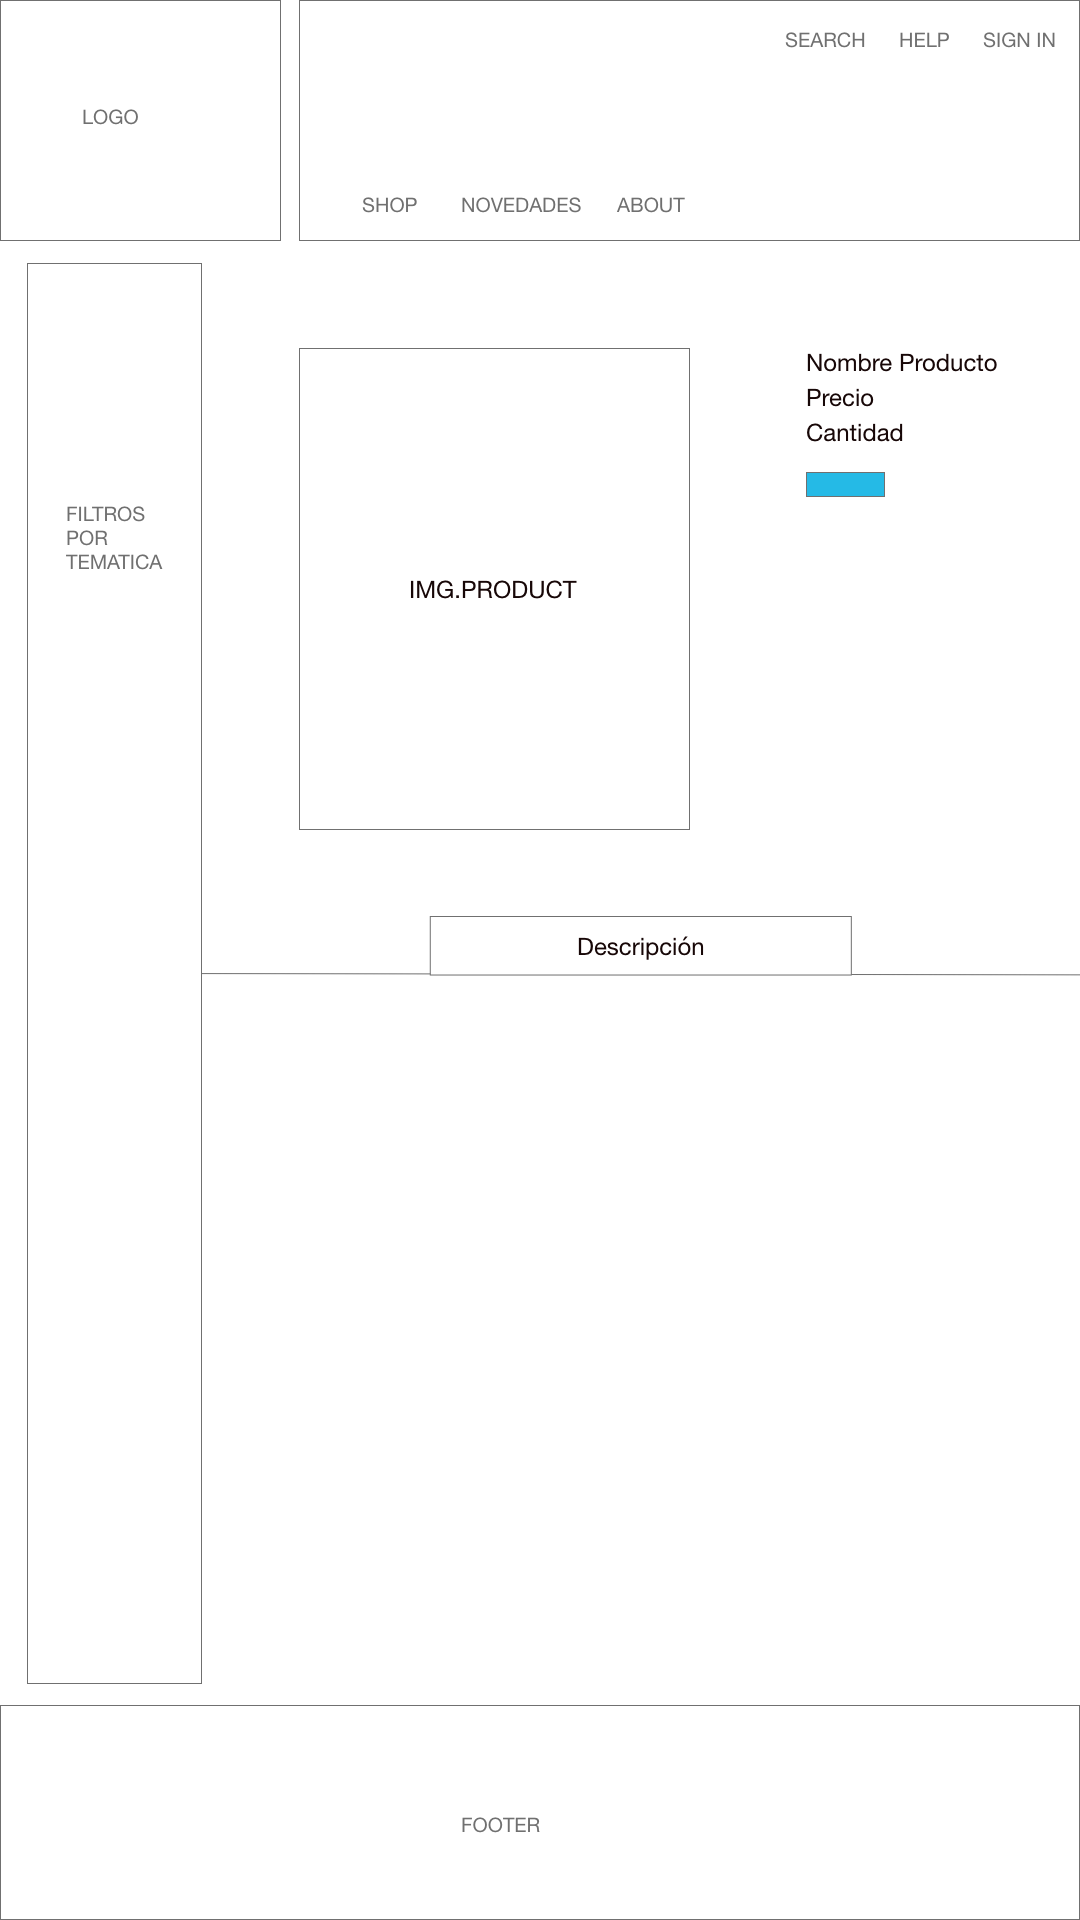 SEARCH HELP SIGN IN
LOGO
SHOP NOVEDADES ABOUT
Nombre Producto
Precio
Cantidad
FILTROS
POR
TEMATICA
IMG.PRODUCT
Descripción
FOOTER